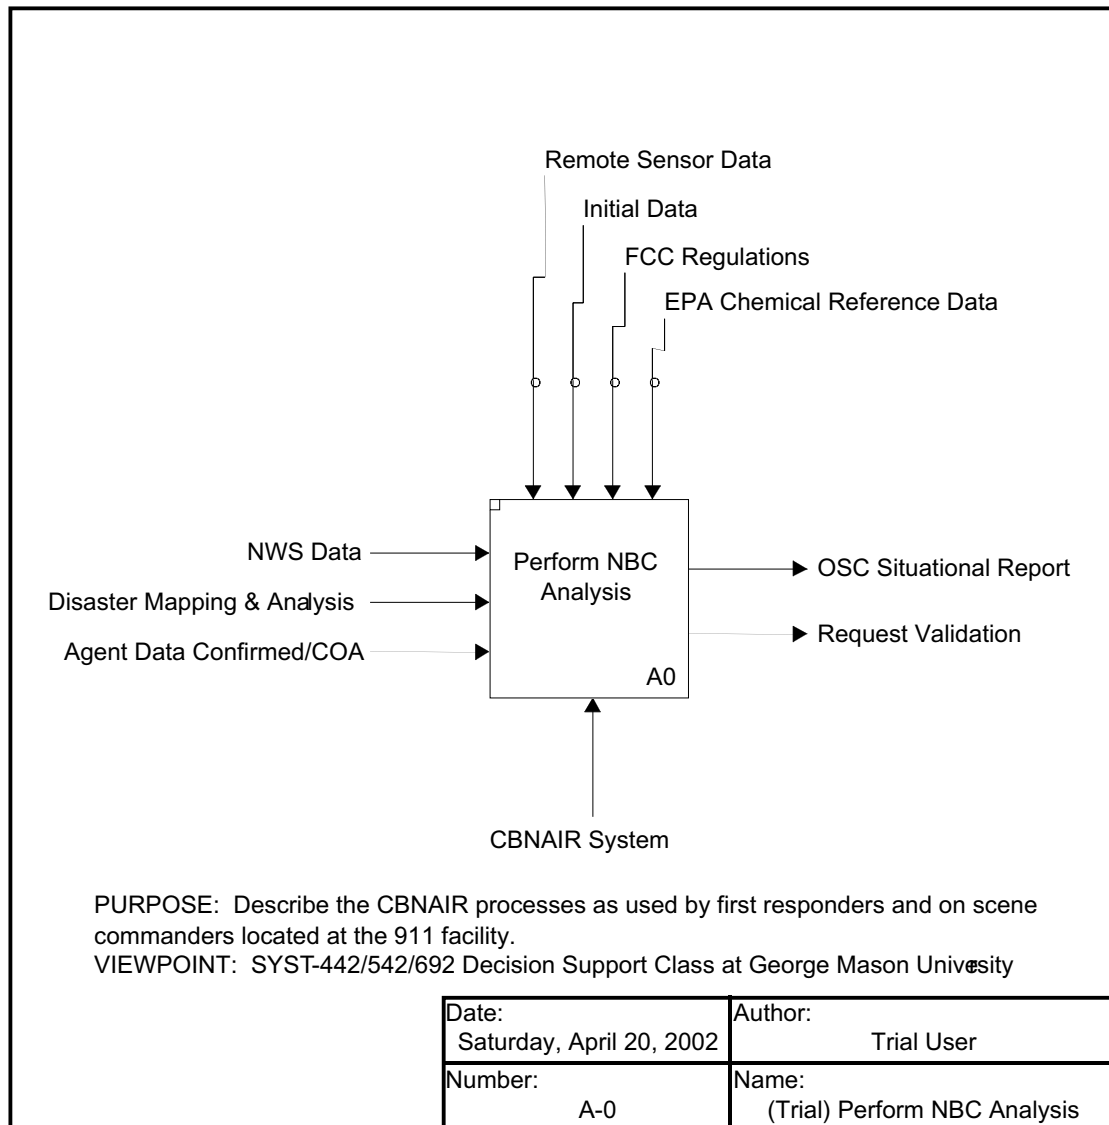 Remote Sensor Data
Initial Data
FCC Regulations
EPA Chemical Reference Data
NWS Data
Disaster Mapping & Analysis
Agent Data Confirmed/COA
Perform NBC
Analysis
A0
OSC Situational Report
Request Validation
CBNAIR System
PURPOSE:  Describe the CBNAIR processes as used by first responders and on scene
commanders located at the 911 facility.
VIEWPOINT:  SYST-442/542/692 Decision Support Class at George Mason University
Date:
Saturday, April 20, 2002
Author:
Trial User
Number:
A-0
Name:
(Trial) Perform NBC Analysis